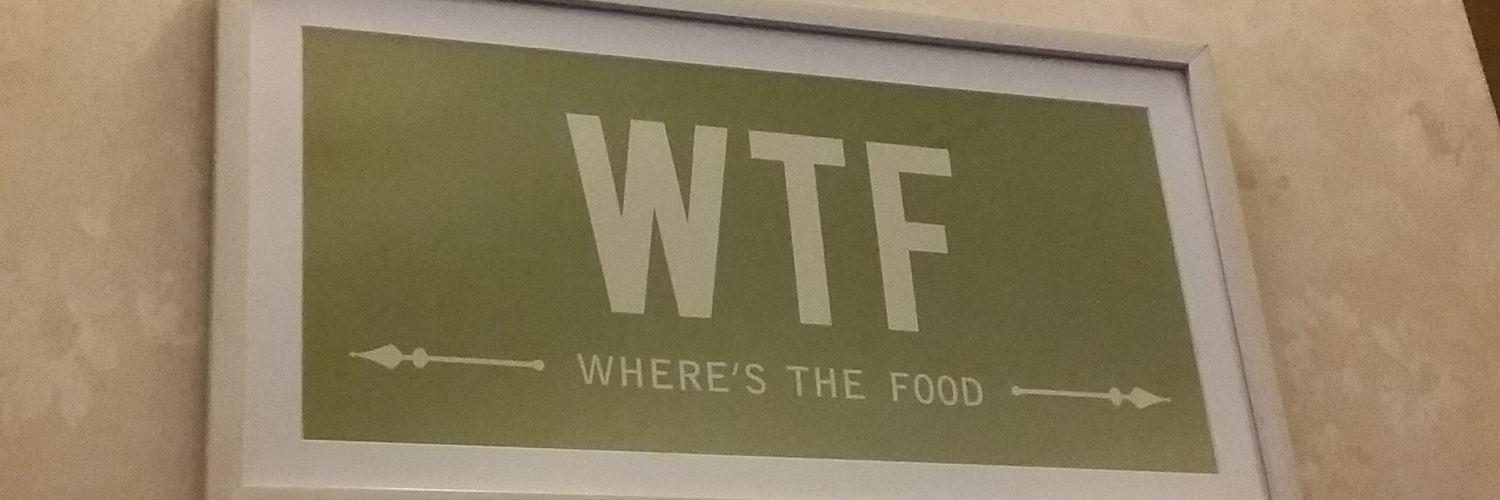 WTF
WHERE'S THE FOOD